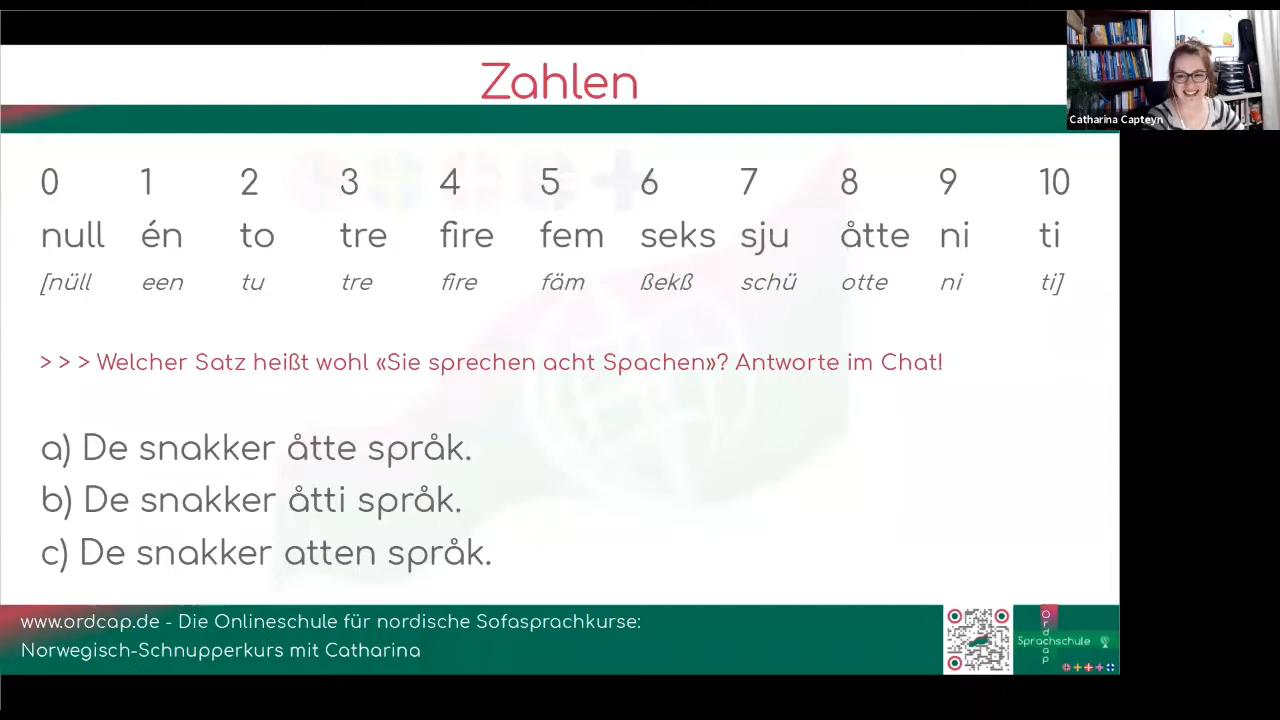 Zahlen
Catharina Capteyn
0 1 2 3 4 5 6 7 8 9 10
null én to tre fire fem seks sju åtte ni ti
[nüll een tu tre fire fäm ßekß schü otte ni ti]
> > > Welcher Satz heißt wohl «Sie sprechen acht Spachen»? Antworte im Chat!
a) De snakker åtte språk.
b) De snakker åtti språk.
c) De snakker atten språk.
www.ordcap.de - Die Onlineschule für nordische Sofasprachkurse:
Norwegisch-Schnupperkurs mit Catharina
Ordcap
Sprachschule